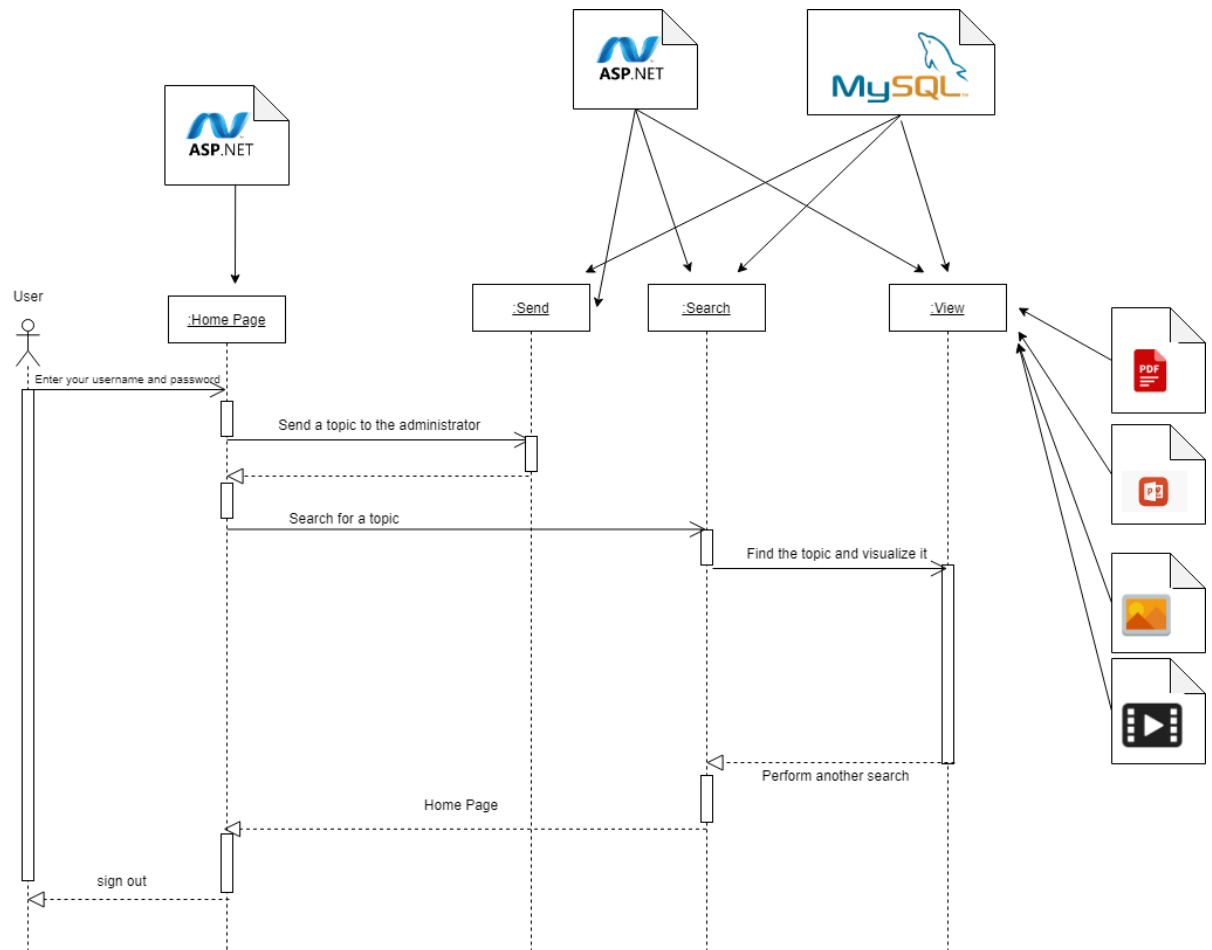 ASP.NET
MySQL
ASP.NET
User
:Home Page
:Send
:Search
:View
PDF
Enter your username and password
Send a topic to the administrator
P
Search for a topic
Find the topic and visualize it
Perform another search
Home Page
sign out